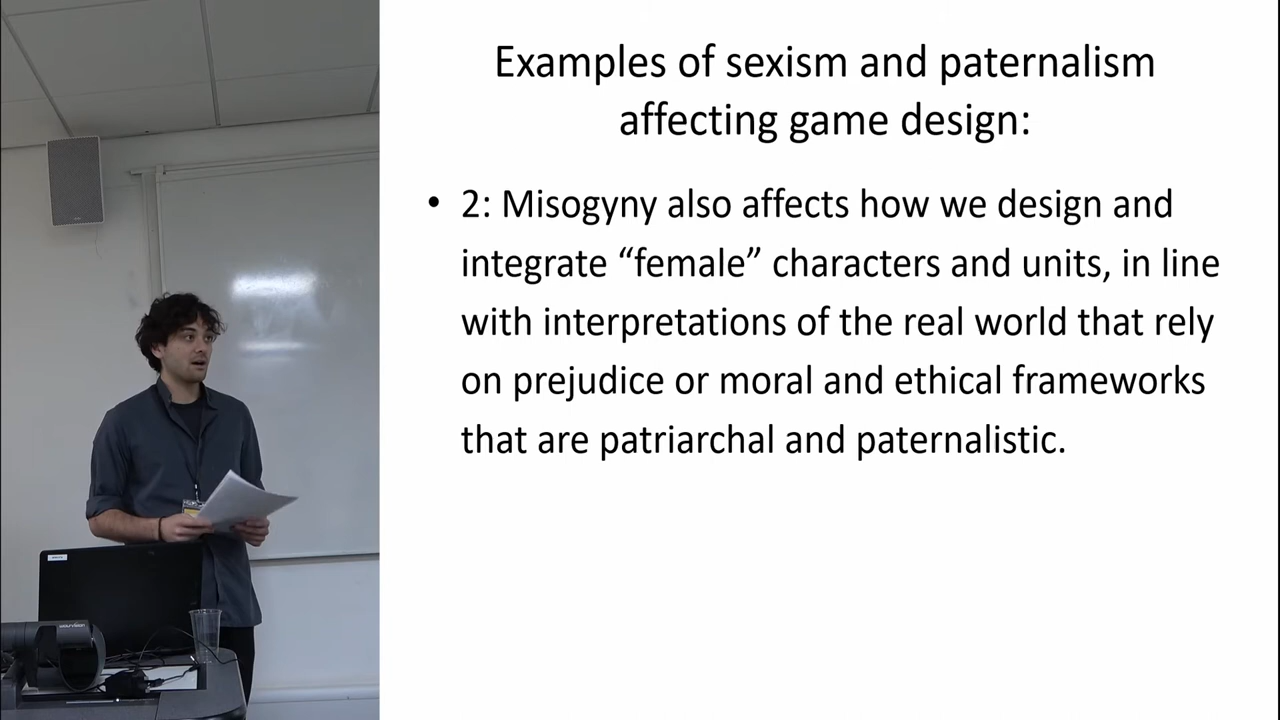 Examples of sexism and paternalism
affecting game design:
• 2: Misogyny also affects how we design and
integrate “female” characters and units, in line
with interpretations of the real world that rely
on prejudice or moral and ethical frameworks
that are patriarchal and paternalistic.
wolfvision